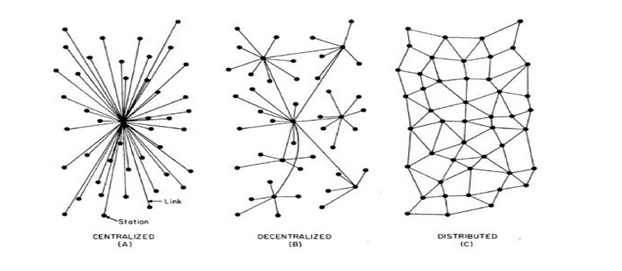 Link
Station
CENTRALIZED
(A)
DECENTRALIZED
(B)
DISTRIBUTED
(C)